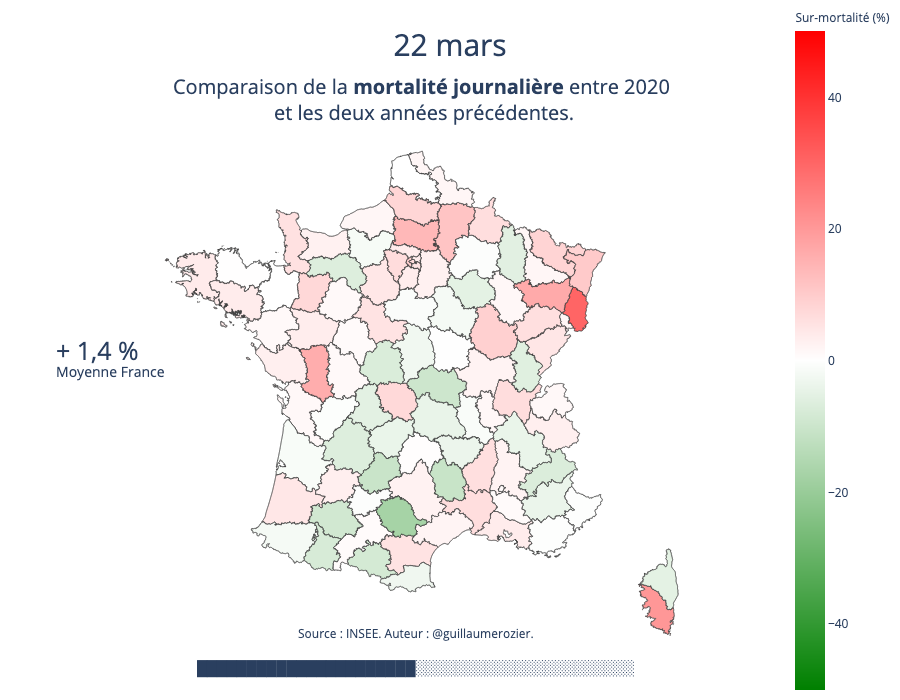 Sur-mortalité (%)
22 mars
Comparaison de la mortalité journalière entre 2020
et les deux années précédentes.
40
20
0
−20
−40
+ 1,4 %
Moyenne France
Source : INSEE. Auteur : @guillaumerozier.